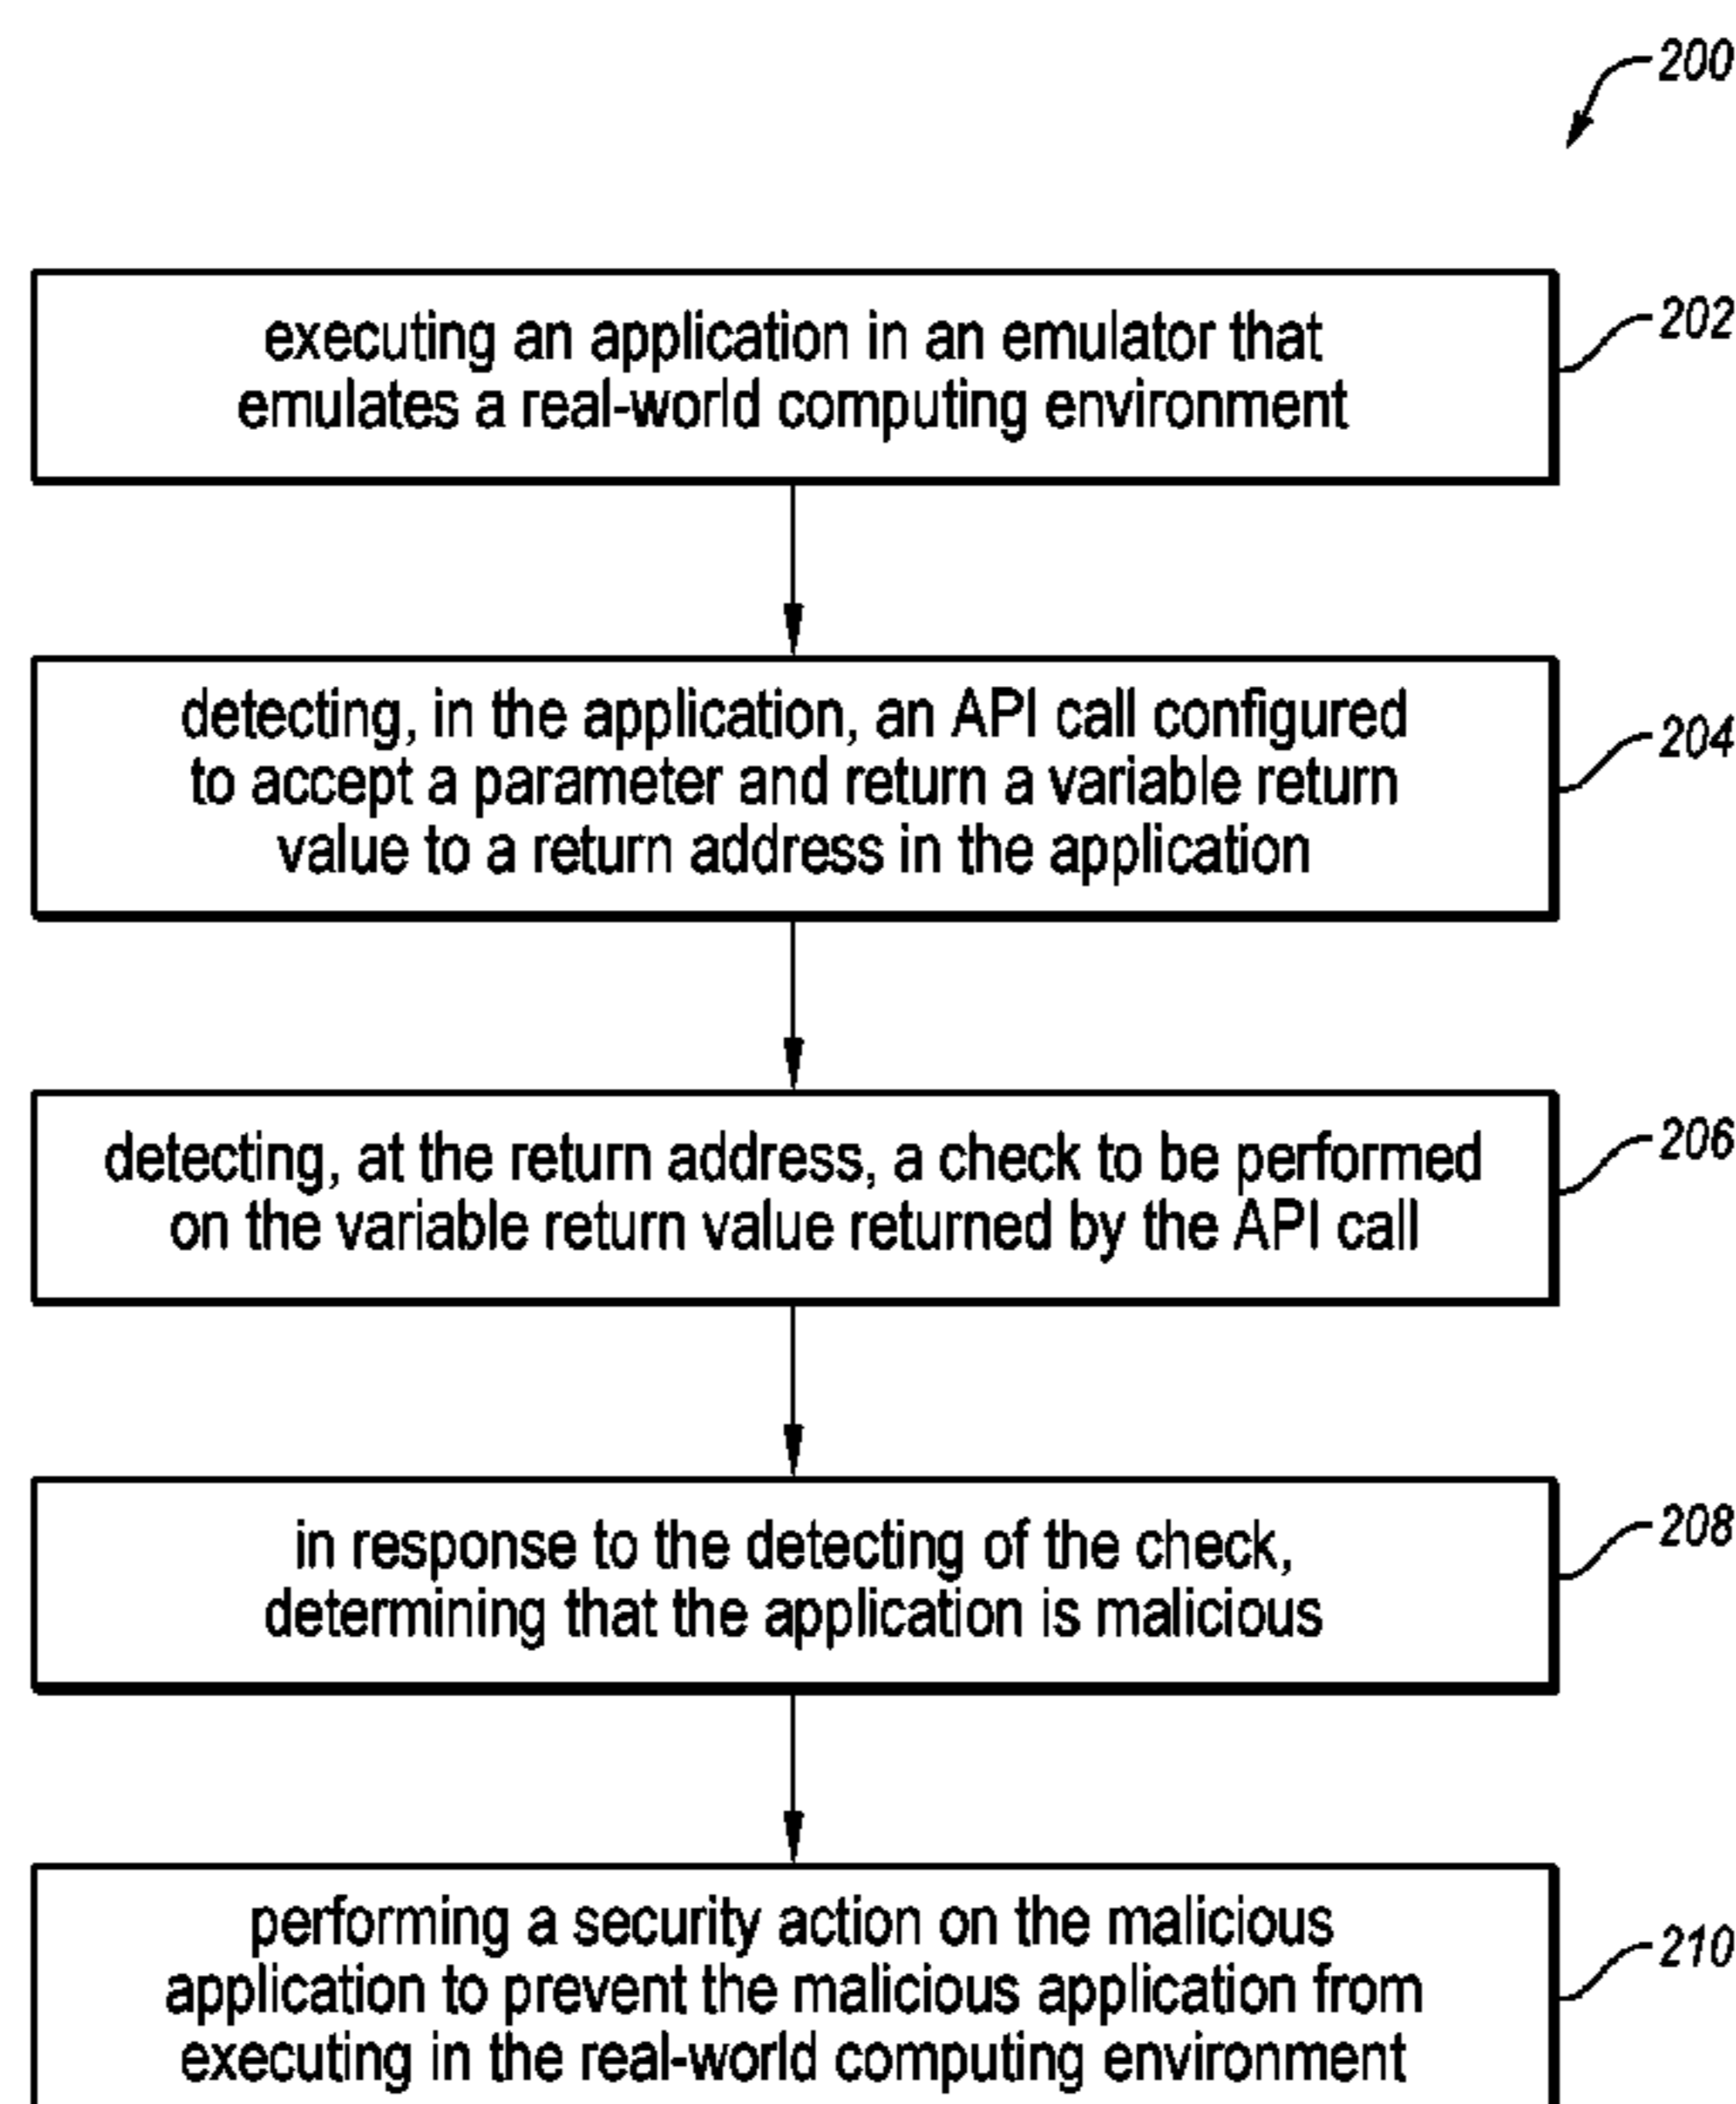 200
executing an application in an emulator that
emulates a real-world computing environment
202
detecting, in the application, an API call configured
to accept a parameter and return a variable return
value to a return address in the application
204
detecting, at the return address, a check to be performed
on the variable return value returned by the API call
206
in response to the detecting of the check,
determining that the application is malicious
208
performing a security action on the malicious
application to prevent the malicious application from
executing in the real-world computing environment
210